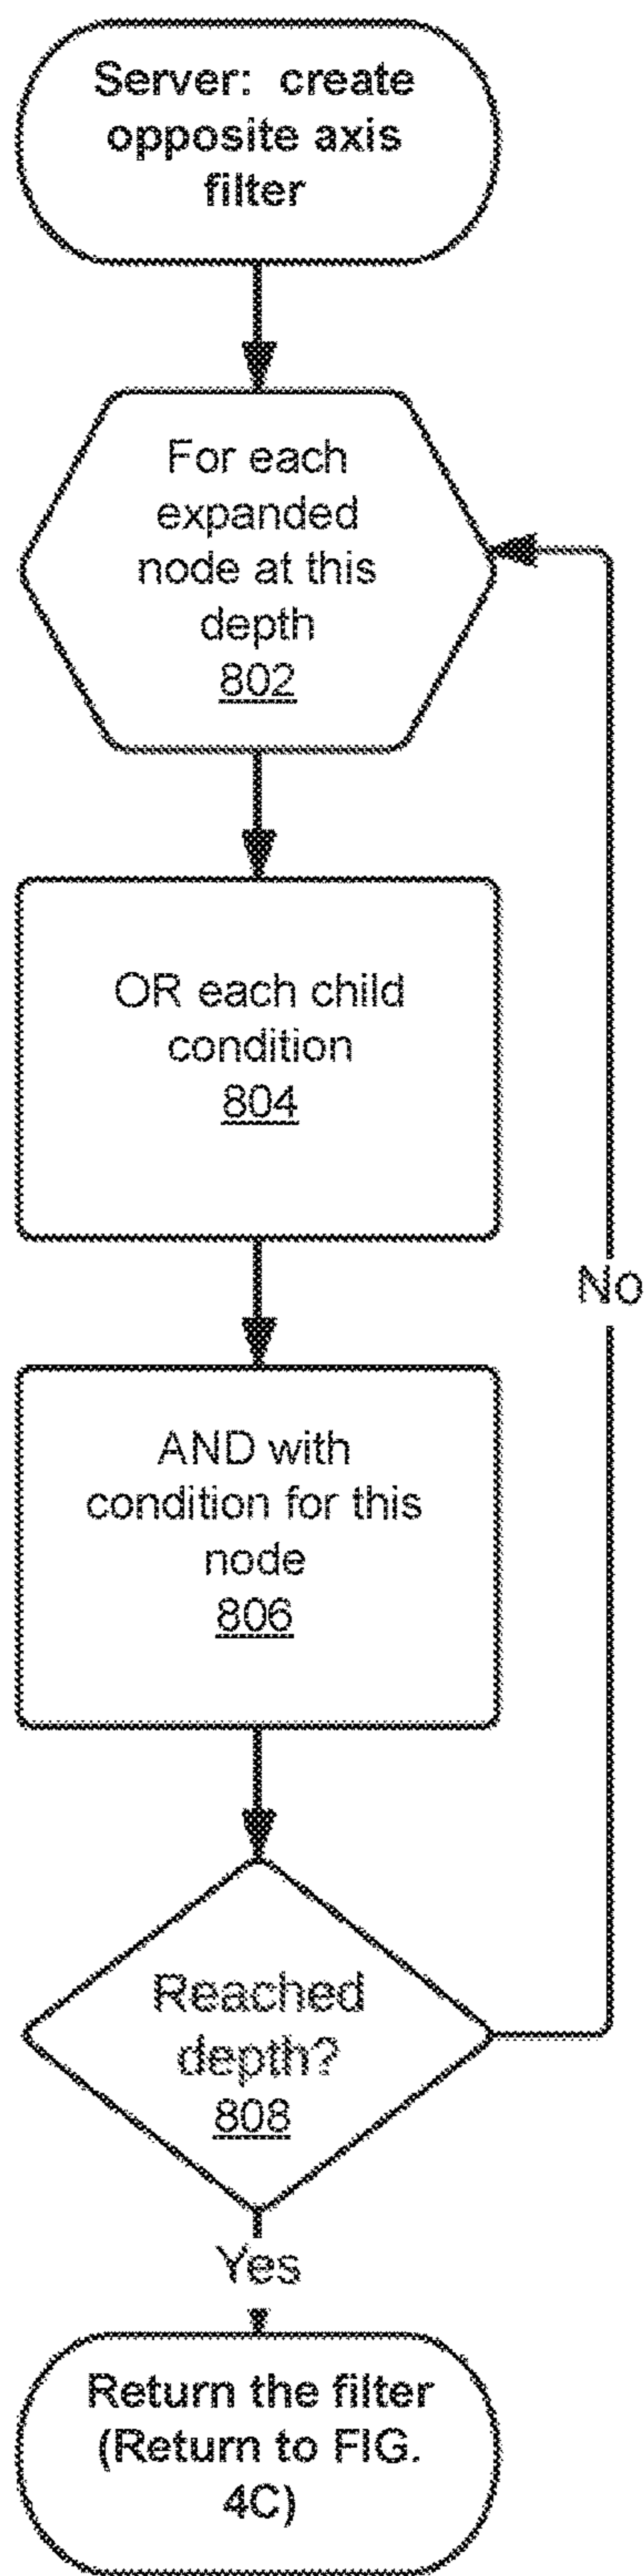 Server: create
opposite axis
filter
For each
expanded
node at this
depth
802
OR each child
condition
804
No
AND with
condition for this
node
806
Reached
depth?
808
Yes
Return the filter
(Return to FIG.
4C)